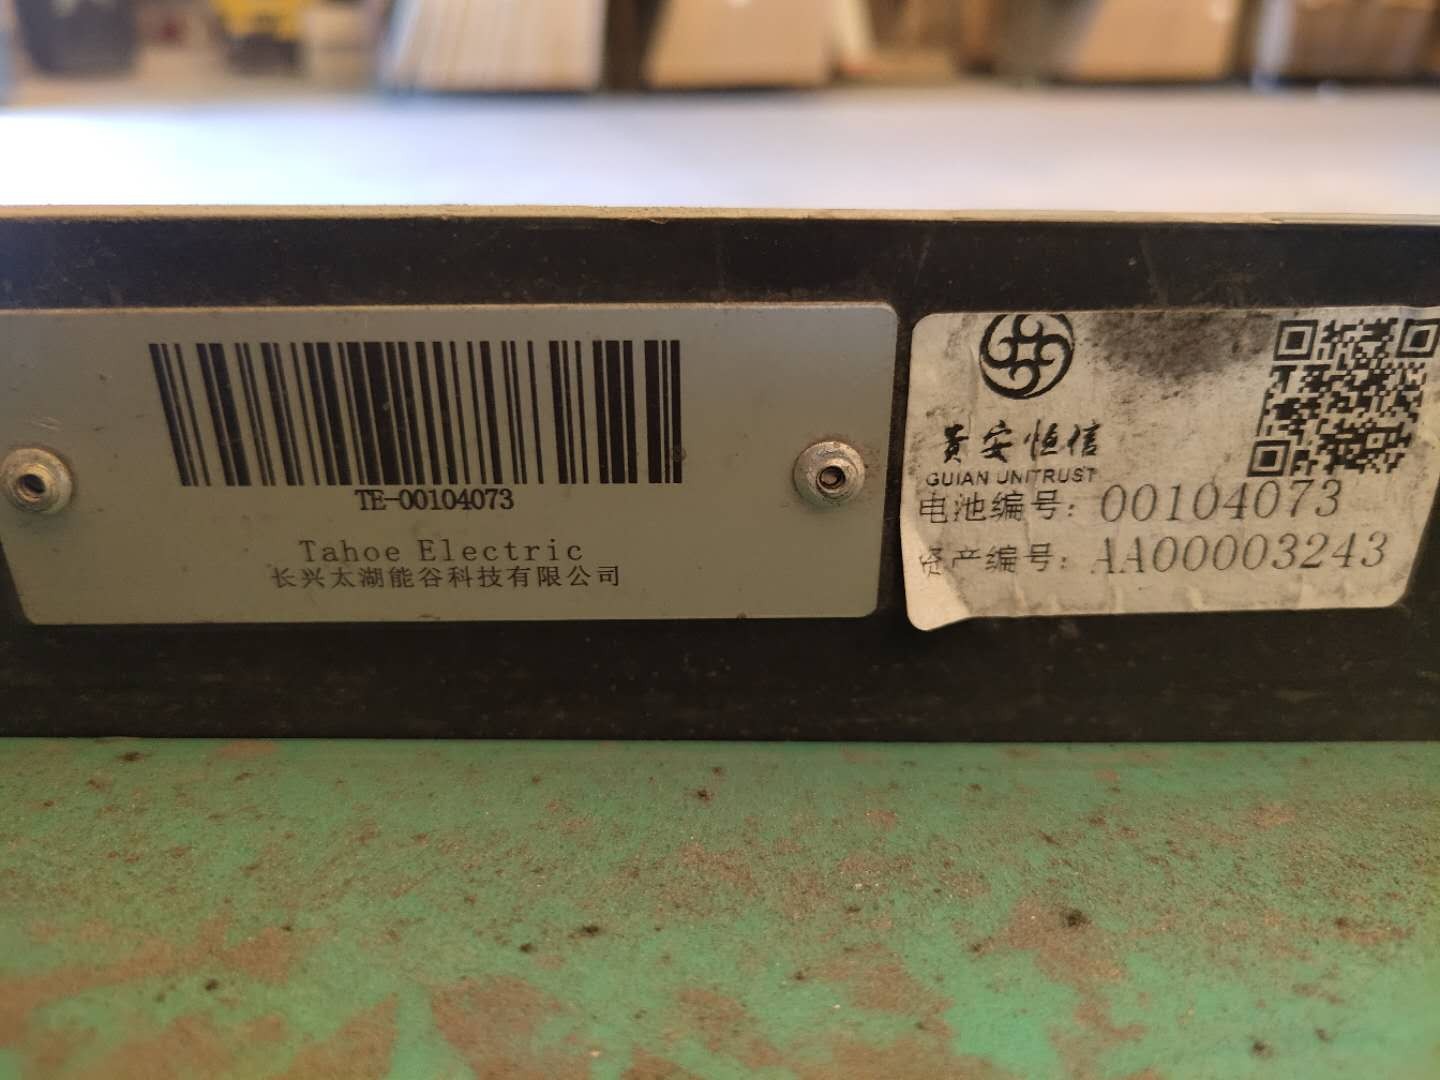 TE-00104073
Tahoe Electric
长兴太湖能谷科技有限公司
贵安恒信
GUIAN UNITRUST
电池编号：00104073
资产编号：AA00003243